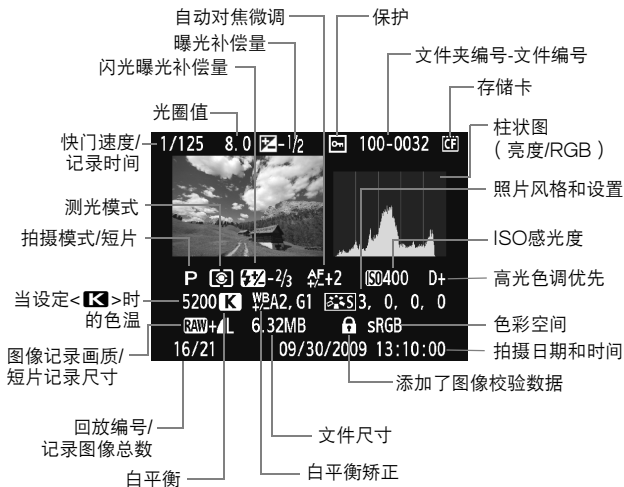 自动对焦微调
保护
曝光补偿量
文件夹编号-文件编号
闪光曝光补偿量
存储卡
光圈值
柱状图
（亮度/RGB）
快门速度/
记录时间
1/125 8.0 -1/2 100-0032 CF
照片风格和设置
测光模式
ISO感光度
拍摄模式/短片
P -2/3 AF+2 ISO400 D+
高光色调优先
当设定<K>时
的色温
5200 K WB A2, G1 S 3, 0, 0, 0
RAW+L 6.32MB sRGB
色彩空间
图像记录画质/
短片记录尺寸
16/21 09/30/2009 13:10:00
拍摄日期和时间
添加了图像校验数据
回放编号/
记录图像总数
文件尺寸
白平衡
白平衡矫正